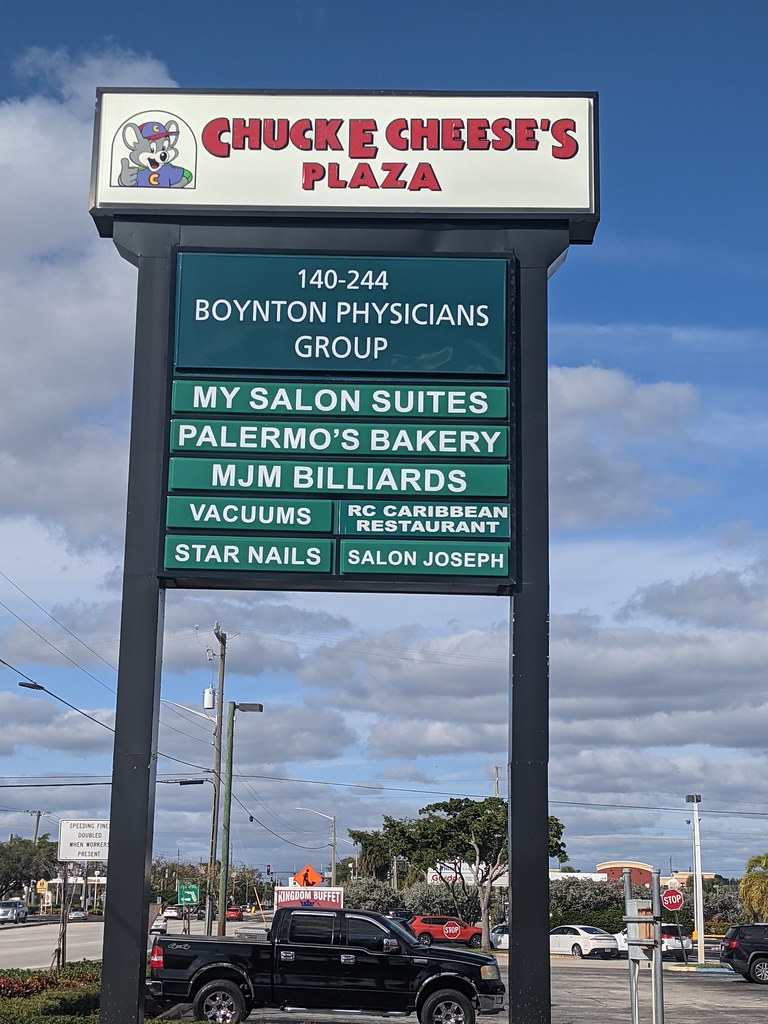 CHUCK E CHEESE'S
PLAZA
140-244
BOYNTON PHYSICIANS
GROUP
MY SALON SUITES
PALERMO'S BAKERY
MJM BILLIARDS
VACUUMS
RC CARIBBEAN
RESTAURANT
STAR NAILS
SALON JOSEPH
SPEEDING FINES
DOUBLED
WHEN WORKERS
PRESENT
KINGDOM BUFFET
STOP
STOP
4x4